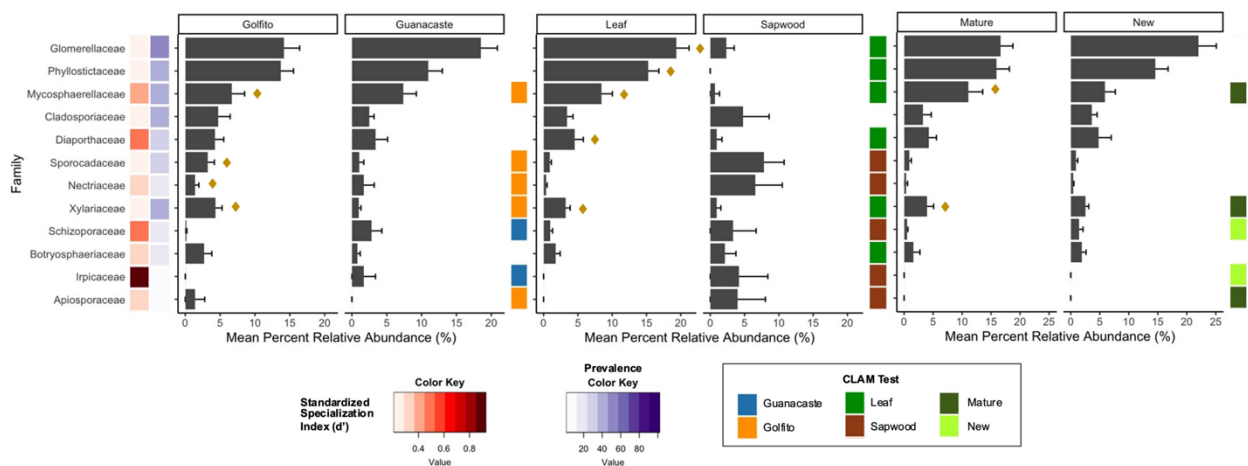 Golfito Guanacaste Leaf Sapwood Mature New
Family
Glomerellaceae
Phyllostictaceae
Mycosphaerellaceae
Cladosporiaceae
Diaporthaceae
Sporocadaceae
Nectriaceae
Xylariaceae
Schizoporaceae
Botryosphaeriaceae
Irpicaceae
Apiosporaceae
0 5 10 15 20 0 5 10 15 20 0 5 10 15 20 0 5 10 15 20 0 5 10 15 20 25 0 5 10 15 20 25
Mean Percent Relative Abundance (%) Mean Percent Relative Abundance (%) Mean Percent Relative Abundance (%)
Standardized
Specialization
Index (d')
Color Key
0.4 0.6 0.8
Value
Prevalence
Color Key
20 40 60 80
Value
CLAM Test
Guanacaste Leaf Mature
Golfito Sapwood New